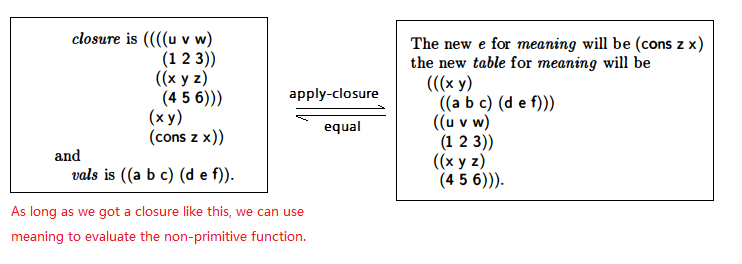 closure is ((((u v w)
(1 2 3))
((x y z)
(4 5 6)))
(x y)
(cons z x))
and
vals is ((a b c) (d e f)).
apply-closure
equal
The new e for meaning will be (cons z x)
the new table for meaning will be
(((x y)
((a b c) (d e f)))
((u v w)
(1 2 3))
((x y z)
(4 5 6))).
As long as we got a closure like this, we can use
meaning to evaluate the non-primitive function.